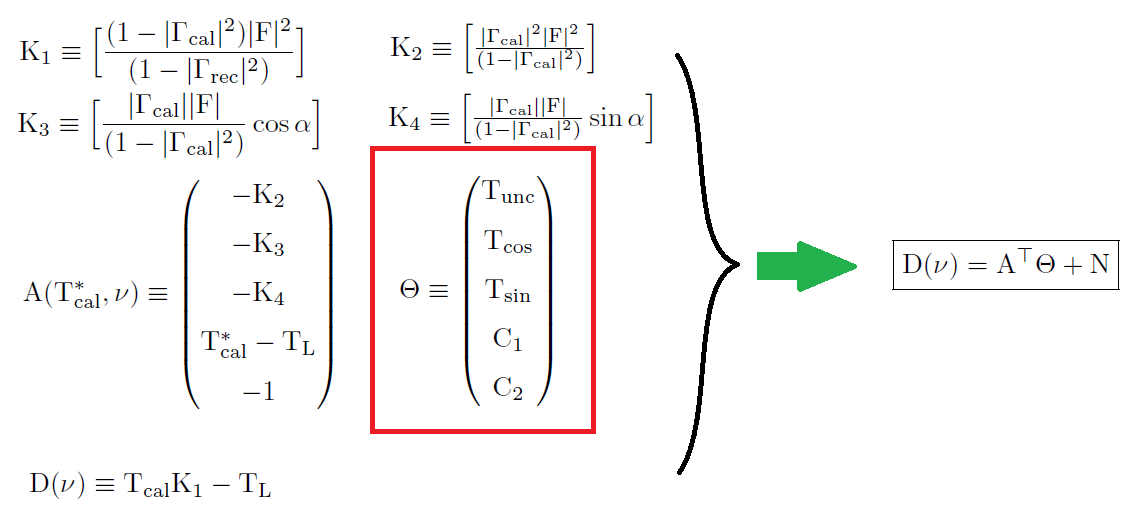 K₁ ≡ [(1 − |Γ_cal|²)|F|² / (1 − |Γ_rec|²)]
K₂ ≡ [|Γ_cal|²|F|² / (1−|Γ_cal|²)]
K₃ ≡ [|Γ_cal||F| / (1 − |Γ_cal|²) cos α]
K₄ ≡ [|Γ_cal||F| / (1−|Γ_cal|²) sin α]
A(T*_cal, ν) ≡
−K₂
−K₃
−K₄
T*_cal − T_L
−1
Θ ≡
T_unc
T_cos
T_sin
C₁
C₂
D(ν) ≡ T_cal K₁ − T_L
D(ν) = A^⊤Θ + N